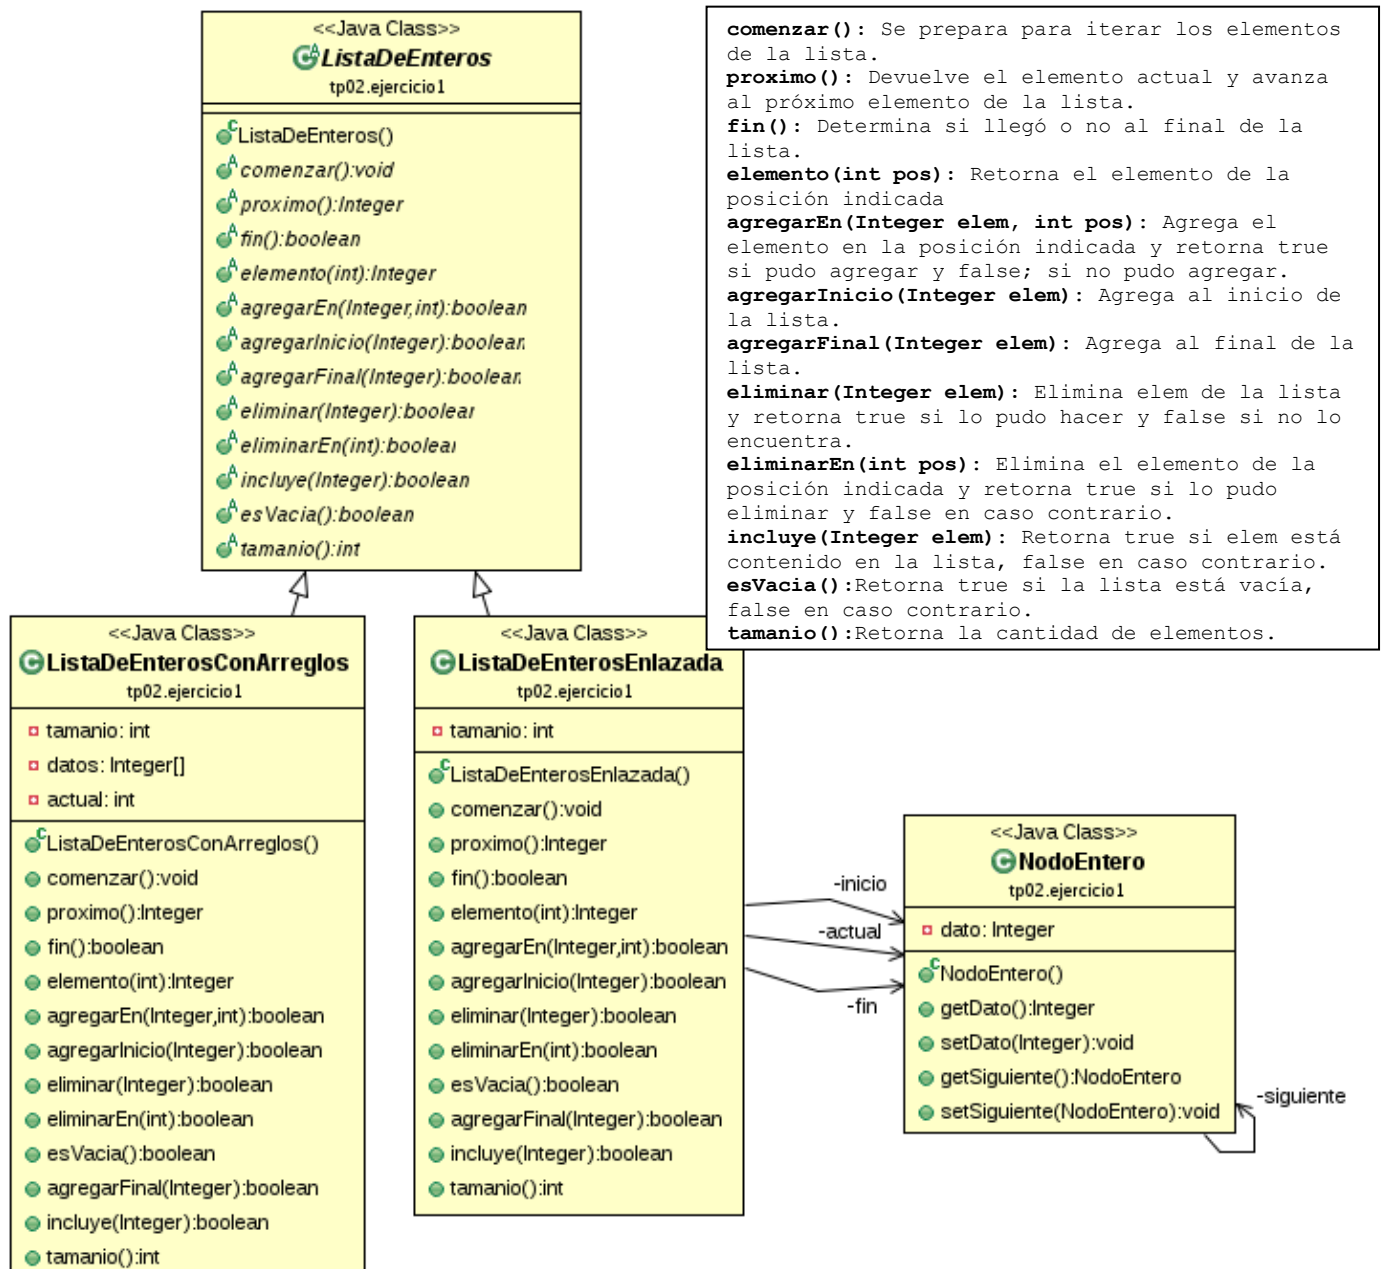 <<Java Class>>
ListaDeEnteros
tp02.ejercicio1
ListaDeEnteros()
comenzar():void
proximo():Integer
fin():boolean
elemento(int):Integer
agregarEn(Integer,int):boolean
agregarInicio(Integer):boolean
agregarFinal(Integer):boolean
eliminar(Integer):boolear
eliminarEn(int):boolear
incluye(Integer):boolean
esVacia():boolean
tamanio():int
comenzar(): Se prepara para iterar los elementos
de la lista.
proximo(): Devuelve el elemento actual y avanza
al próximo elemento de la lista.
fin(): Determina si llegó o no al final de la
lista.
elemento(int pos): Retorna el elemento de la
posición indicada
agregarEn(Integer elem, int pos): Agrega el
elemento en la posición indicada y retorna true
si pudo agregar y false; si no pudo agregar.
agregarInicio(Integer elem): Agrega al inicio de
la lista.
agregarFinal(Integer elem): Agrega al final de la
lista.
eliminar(Integer elem): Elimina elem de la lista
y retorna true si lo pudo hacer y false si no lo
encuentra.
eliminarEn(int pos): Elimina el elemento de la
posición indicada y retorna true si lo pudo
eliminar y false en caso contrario.
incluye(Integer elem): Retorna true si elem está
contenido en la lista, false en caso contrario.
esVacia():Retorna true si la lista está vacía,
false en caso contrario.
tamanio():Retorna la cantidad de elementos.
<<Java Class>>
ListaDeEnterosConArreglos
tp02.ejercicio1
tamanio: int
datos: Integer[]
actual: int
ListaDeEnterosConArreglos()
comenzar():void
proximo():Integer
fin():boolean
elemento(int):Integer
agregarEn(Integer,int):boolean
agregarInicio(Integer):boolean
eliminar(Integer):boolean
eliminarEn(int):boolean
esVacia():boolean
agregarFinal(Integer):boolean
incluye(Integer):boolean
tamanio():int
<<Java Class>>
ListaDeEnterosEnlazada
tp02.ejercicio1
tamanio: int
ListaDeEnterosEnlazada()
comenzar():void
proximo():Integer
fin():boolean
elemento(int):Integer
agregarEn(Integer,int):boolean
agregarInicio(Integer):boolean
eliminar(Integer):boolean
eliminarEn(int):boolean
esVacia():boolean
agregarFinal(Integer):boolean
incluye(Integer):boolean
tamanio():int
-inicio
-actual
-fin
<<Java Class>>
NodoEntero
tp02.ejercicio1
dato: Integer
NodoEntero()
getDato():Integer
setDato(Integer):void
getSiguiente():NodoEntero
setSiguiente(NodoEntero):void
-siguiente